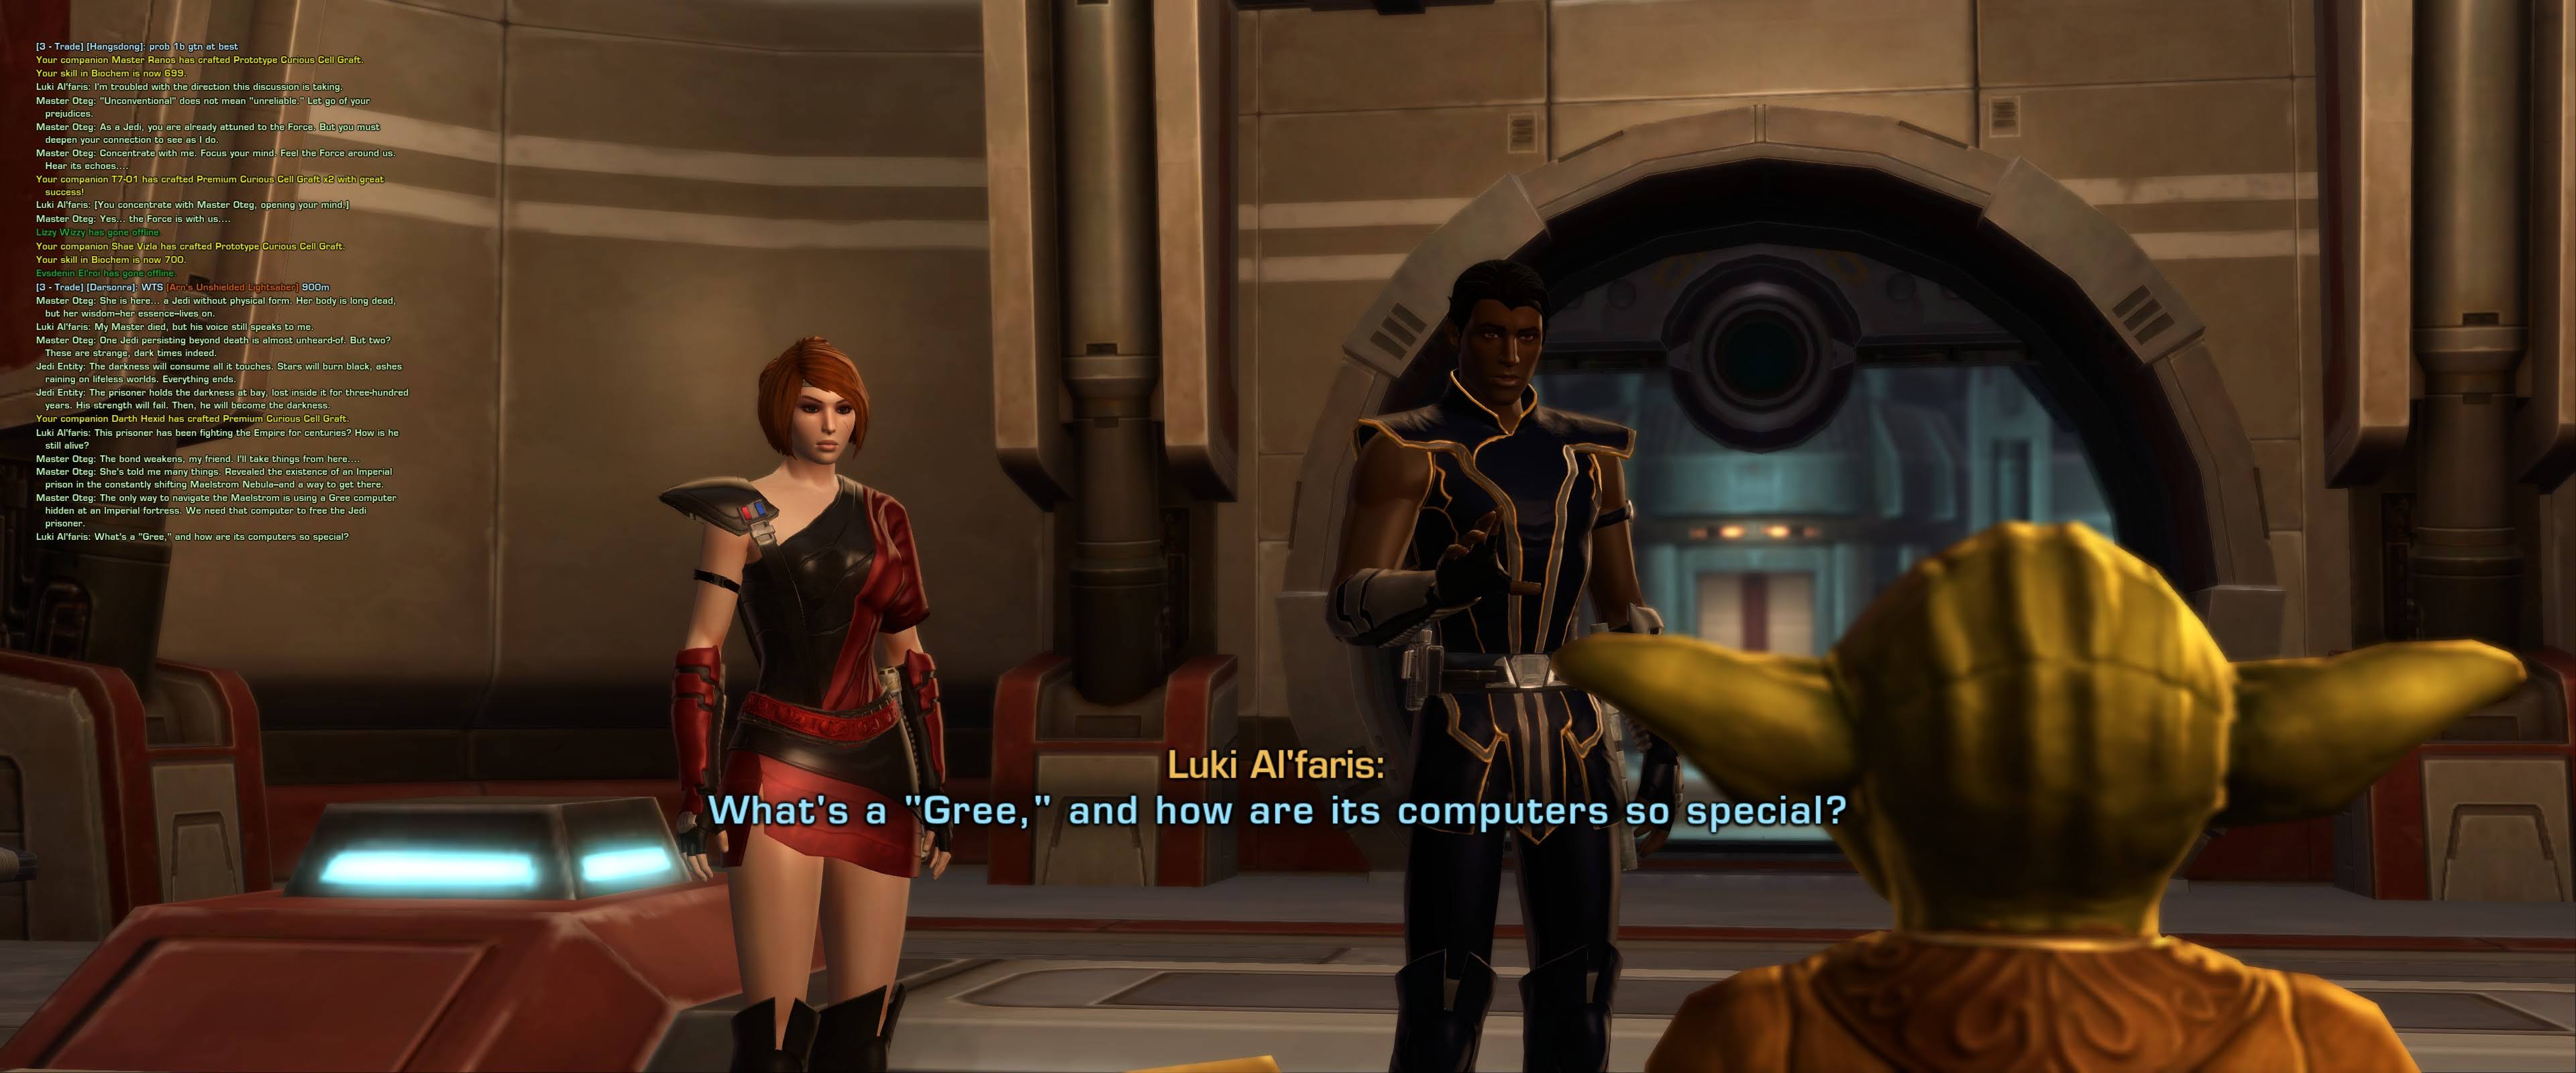 [3 - Trade] [Hangsdong]: prob 1b gtn at best
Your companion Master Ranos has crafted Prototype Curious Cell Graft.
Your skill in Biochem is now 699.
Luki Al'faris: I'm troubled with the direction this discussion is taking.
Master Oteg: "Unconventional" does not mean "unreliable." Let go of your
prejudices.
Master Oteg: As a Jedi, you are already attuned to the Force. But you must
deepen your connection to see as I do.
Master Oteg: Concentrate with me. Focus your mind. Feel the Force around us.
Hear its echoes....
Your companion T7-O1 has crafted Premium Curious Cell Graft x2 with great
success!
Luki Al'faris: [You concentrate with Master Oteg, opening your mind.]
Master Oteg: Yes... the Force is with us....
Lizzy Wizzy has gone offline.
Your companion Shae Vizla has crafted Prototype Curious Cell Graft.
Your skill in Biochem is now 700.
Evsdenin El'roi has gone offline.
[3 - Trade] [Darsonra]: WTS [Arn's Unshielded Lightsaber] 900m
Master Oteg: She is here... a Jedi without physical form. Her body is long dead,
but her wisdom—her essence—lives on.
Luki Al'faris: My Master died, but his voice still speaks to me.
Master Oteg: One Jedi persisting beyond death is almost unheard-of. But two?
These are strange, dark times indeed.
Jedi Entity: The darkness will consume all it touches. Stars will burn black, ashes
raining on lifeless worlds. Everything ends.
Jedi Entity: The prisoner holds the darkness at bay, lost inside it for three-hundred
years. His strength will fail. Then, he will become the darkness.
Your companion Darth Hexid has crafted Premium Curious Cell Graft.
Luki Al'faris: This prisoner has been fighting the Empire for centuries? How is he
still alive?
Master Oteg: The bond weakens, my friend. I'll take things from here....
Master Oteg: She's told me many things. Revealed the existence of an Imperial
prison in the constantly shifting Maelstrom Nebula—and a way to get there.
Master Oteg: The only way to navigate the Maelstrom is using a Gree computer
hidden at an Imperial fortress. We need that computer to free the Jedi
prisoner.
Luki Al'faris: What's a "Gree," and how are its computers so special?
Luki Al'faris:
What's a "Gree," and how are its computers so special?